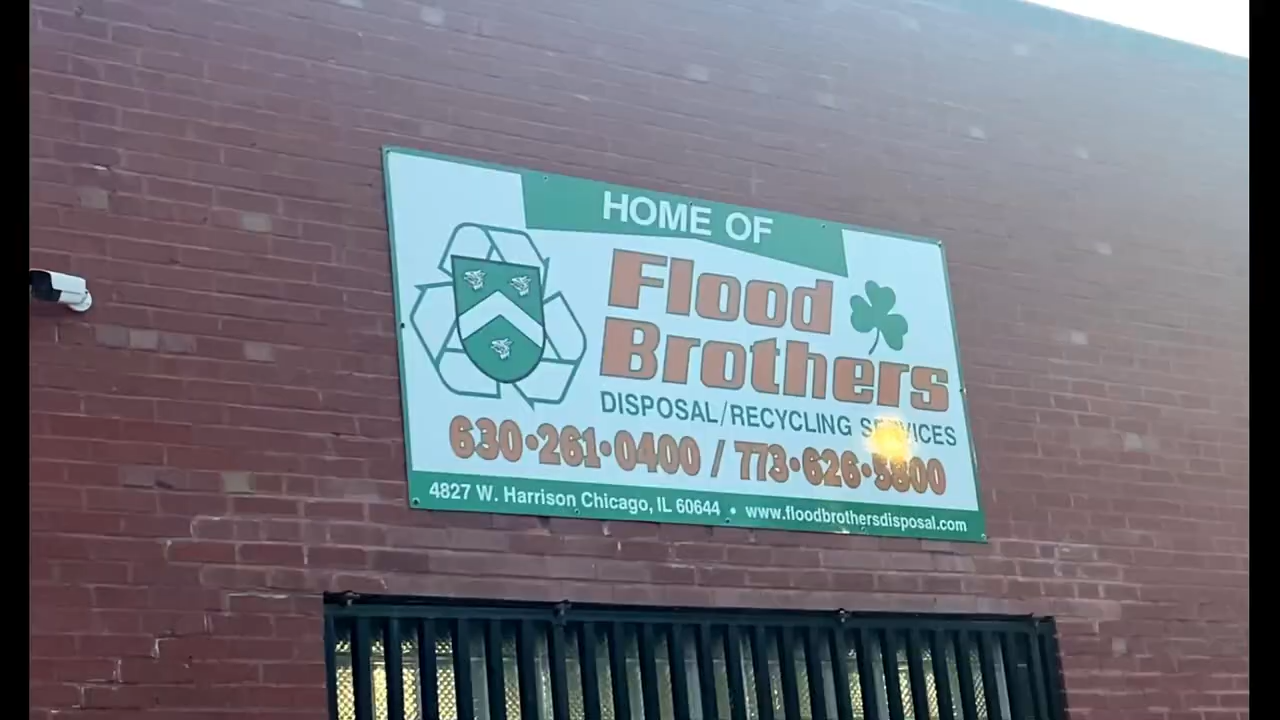 HOME OF
Flood
Brothers
DISPOSAL/RECYCLING SERVICES
630•261•0400 / 773•626•5800
4827 W. Harrison Chicago, IL 60644 • www.floodbrothersdisposal.com